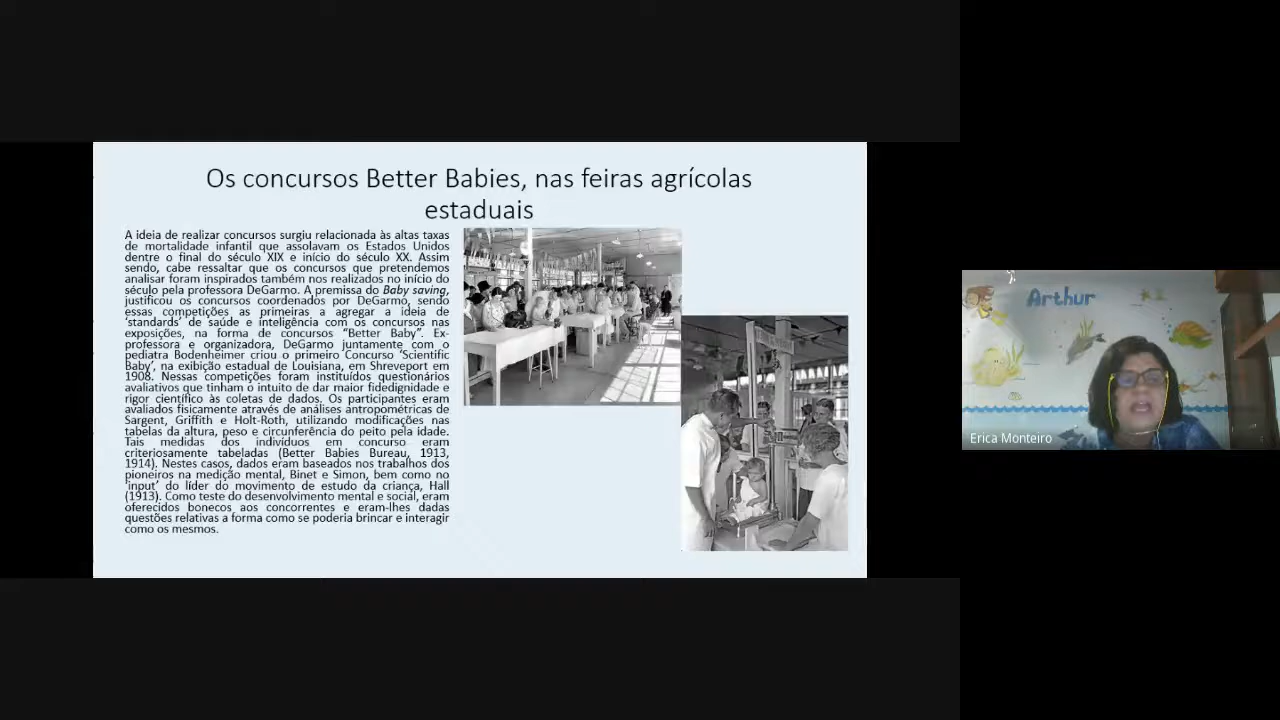 Os concursos Better Babies, nas feiras agrícolas
estaduais
A ideia de realizar concursos surgiu relacionada às altas taxas
de mortalidade infantil que assolavam os Estados Unidos
dentre o final do século XIX e início do século XX. Assim
sendo, cabe ressaltar que os concursos que pretendemos
analisar foram inspirados também nos realizados no início do
século pela professora DeGarmo. A premissa do Baby saving,
justificou os concursos coordenados por DeGarmo, sendo
essas competições as primeiras a agregar a ideia de
'standards' de saúde e inteligência com os concursos nas
exposições, na forma de concursos "Better Baby". Ex-
professora e organizadora, DeGarmo juntamente com o
pediatra Bodenheimer criou o primeiro Concurso 'Scientific
Baby', na exibição estadual de Louisiana, em Shreveport em
1908. Nessas competições foram instituídos questionários
avaliativos que tinham o intuito de dar maior fidedignidade e
rigor científico às coletas de dados. Os participantes eram
avaliados fisicamente através de análises antropométricas de
Sargent, Griffith e Holt-Roth, utilizando modificações nas
tabelas da altura, peso e circunferência do peito pela idade.
Tais medidas dos indivíduos em concurso eram
criteriosamente tabeladas (Better Babies Bureau, 1913,
1914). Nestes casos, dados eram baseados nos trabalhos dos
pioneiros na medição mental, Binet e Simon, bem como no
'input' do líder do movimento de estudo da criança, Hall
(1913). Como teste do desenvolvimento mental e social, eram
oferecidos bonecos aos concorrentes e eram-lhes dadas
questões relativas a forma como se poderia brincar e interagir
como os mesmos.
Arthur
Erica Monteiro